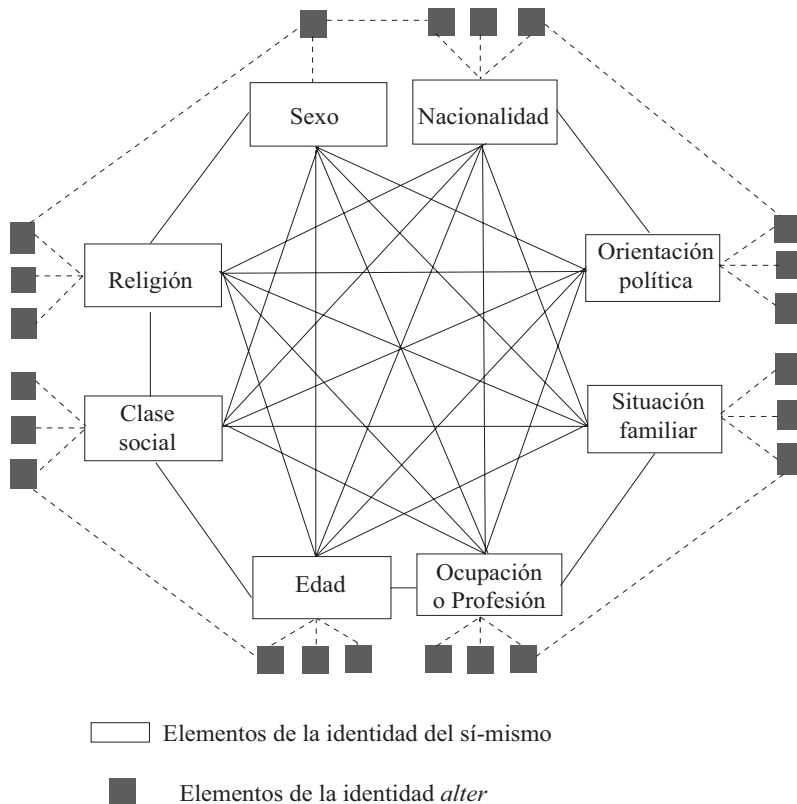 Sexo
Nacionalidad
Religión
Orientación
política
Clase
social
Situación
familiar
Edad
Ocupación
o Profesión
Elementos de la identidad del sí-mismo
Elementos de la identidad alter